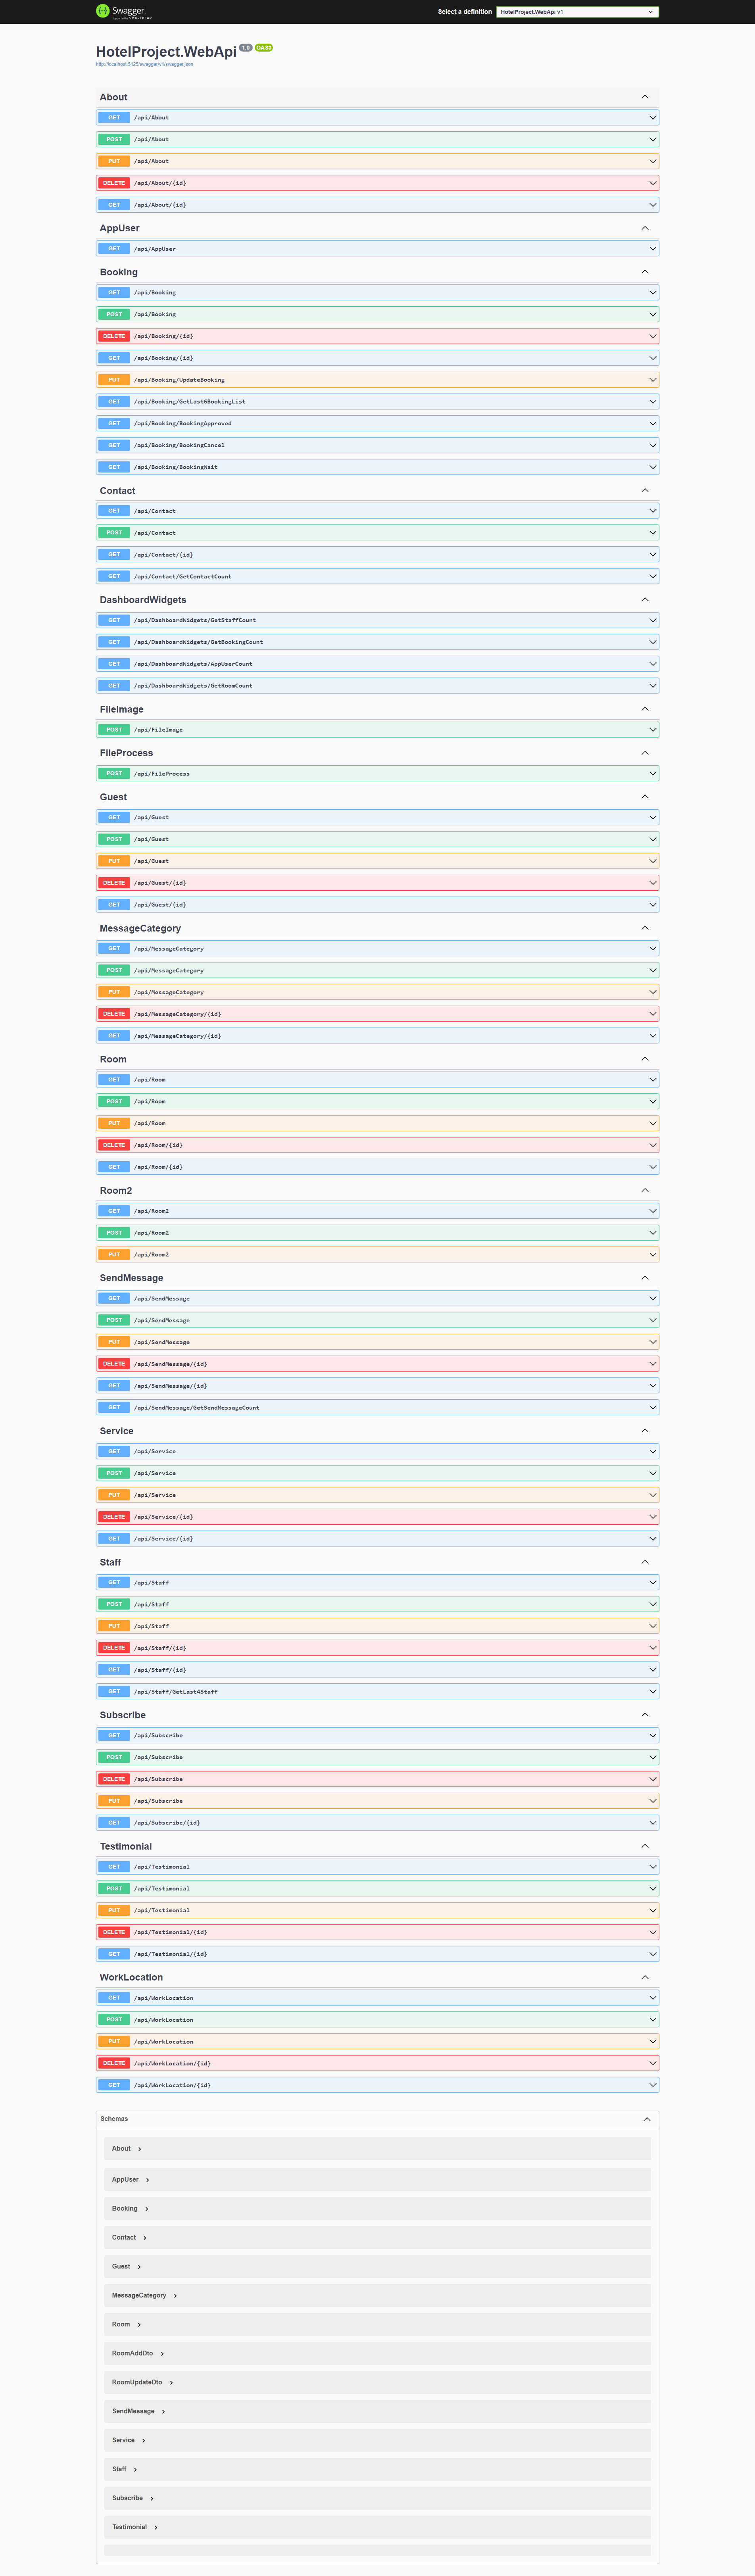 Swagger
Supported by SMARTBEAR
Select a definition
HotelProject.WebApi v1
HotelProject.WebApi 1.0 OAS3
http://localhost:5125/swagger/v1/swagger.json
About
GET /api/About
POST /api/About
PUT /api/About
DELETE /api/About/{id}
GET /api/About/{id}
AppUser
GET /api/AppUser
Booking
GET /api/Booking
POST /api/Booking
DELETE /api/Booking/{id}
GET /api/Booking/{id}
PUT /api/Booking/UpdateBooking
GET /api/Booking/GetLast6BookingList
GET /api/Booking/BookingApproved
GET /api/Booking/BookingCancel
GET /api/Booking/BookingWait
Contact
GET /api/Contact
POST /api/Contact
GET /api/Contact/{id}
GET /api/Contact/GetContactCount
DashboardWidgets
GET /api/DashboardWidgets/GetStaffCount
GET /api/DashboardWidgets/GetBookingCount
GET /api/DashboardWidgets/AppUserCount
GET /api/DashboardWidgets/GetRoomCount
FileImage
POST /api/FileImage
FileProcess
POST /api/FileProcess
Guest
GET /api/Guest
POST /api/Guest
PUT /api/Guest
DELETE /api/Guest/{id}
GET /api/Guest/{id}
MessageCategory
GET /api/MessageCategory
POST /api/MessageCategory
PUT /api/MessageCategory
DELETE /api/MessageCategory/{id}
GET /api/MessageCategory/{id}
Room
GET /api/Room
POST /api/Room
PUT /api/Room
DELETE /api/Room/{id}
GET /api/Room/{id}
Room2
GET /api/Room2
POST /api/Room2
PUT /api/Room2
SendMessage
GET /api/SendMessage
POST /api/SendMessage
PUT /api/SendMessage
DELETE /api/SendMessage/{id}
GET /api/SendMessage/{id}
GET /api/SendMessage/GetSendMessageCount
Service
GET /api/Service
POST /api/Service
PUT /api/Service
DELETE /api/Service/{id}
GET /api/Service/{id}
Staff
GET /api/Staff
POST /api/Staff
PUT /api/Staff
DELETE /api/Staff/{id}
GET /api/Staff/{id}
GET /api/Staff/GetLast4Staff
Subscribe
GET /api/Subscribe
POST /api/Subscribe
DELETE /api/Subscribe
PUT /api/Subscribe
GET /api/Subscribe/{id}
Testimonial
GET /api/Testimonial
POST /api/Testimonial
PUT /api/Testimonial
DELETE /api/Testimonial/{id}
GET /api/Testimonial/{id}
WorkLocation
GET /api/WorkLocation
POST /api/WorkLocation
PUT /api/WorkLocation
DELETE /api/WorkLocation/{id}
GET /api/WorkLocation/{id}
Schemas
About
AppUser
Booking
Contact
Guest
MessageCategory
Room
RoomAddDto
RoomUpdateDto
SendMessage
Service
Staff
Subscribe
Testimonial